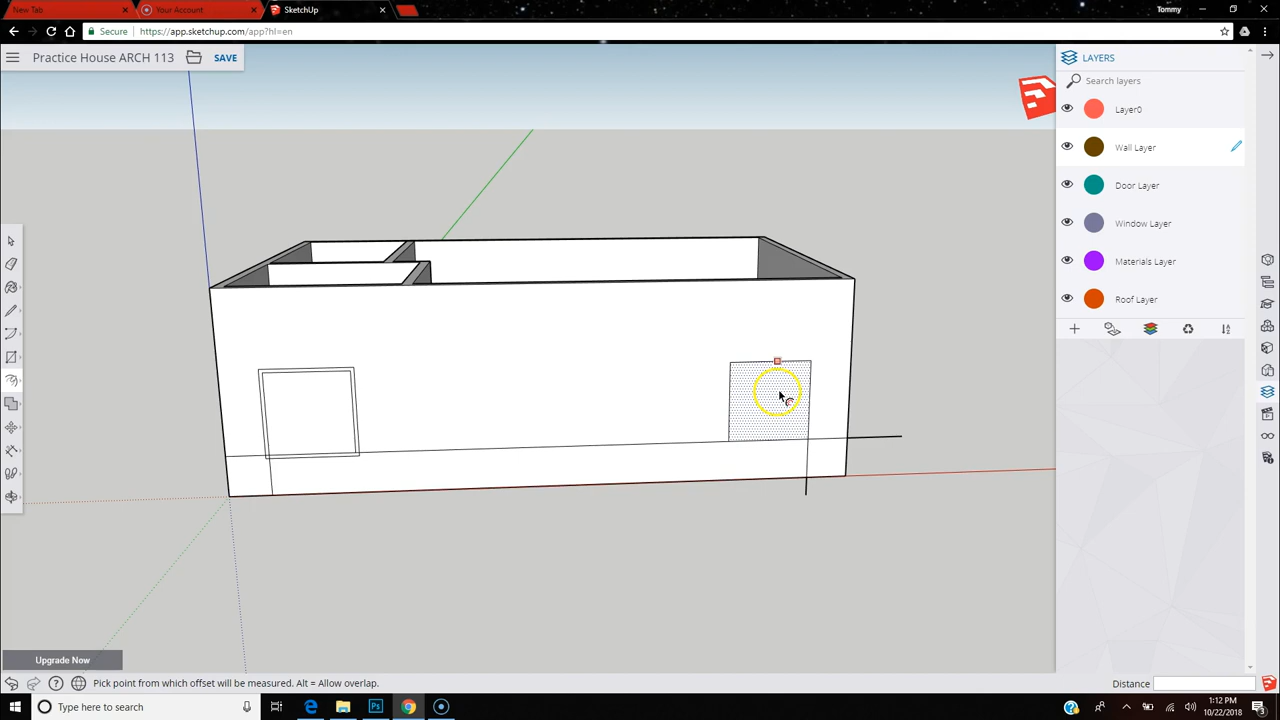 New Tab
Your Account
SketchUp
Tommy
Secure
https://app.sketchup.com/app?hl=en
Practice House ARCH 113
SAVE
LAYERS
Search layers
Layer0
Wall Layer
Door Layer
Window Layer
Materials Layer
Roof Layer
Upgrade Now
Pick point from which offset will be measured. Alt = Allow overlap.
Distance
Type here to search
1:12 PM
10/22/2018